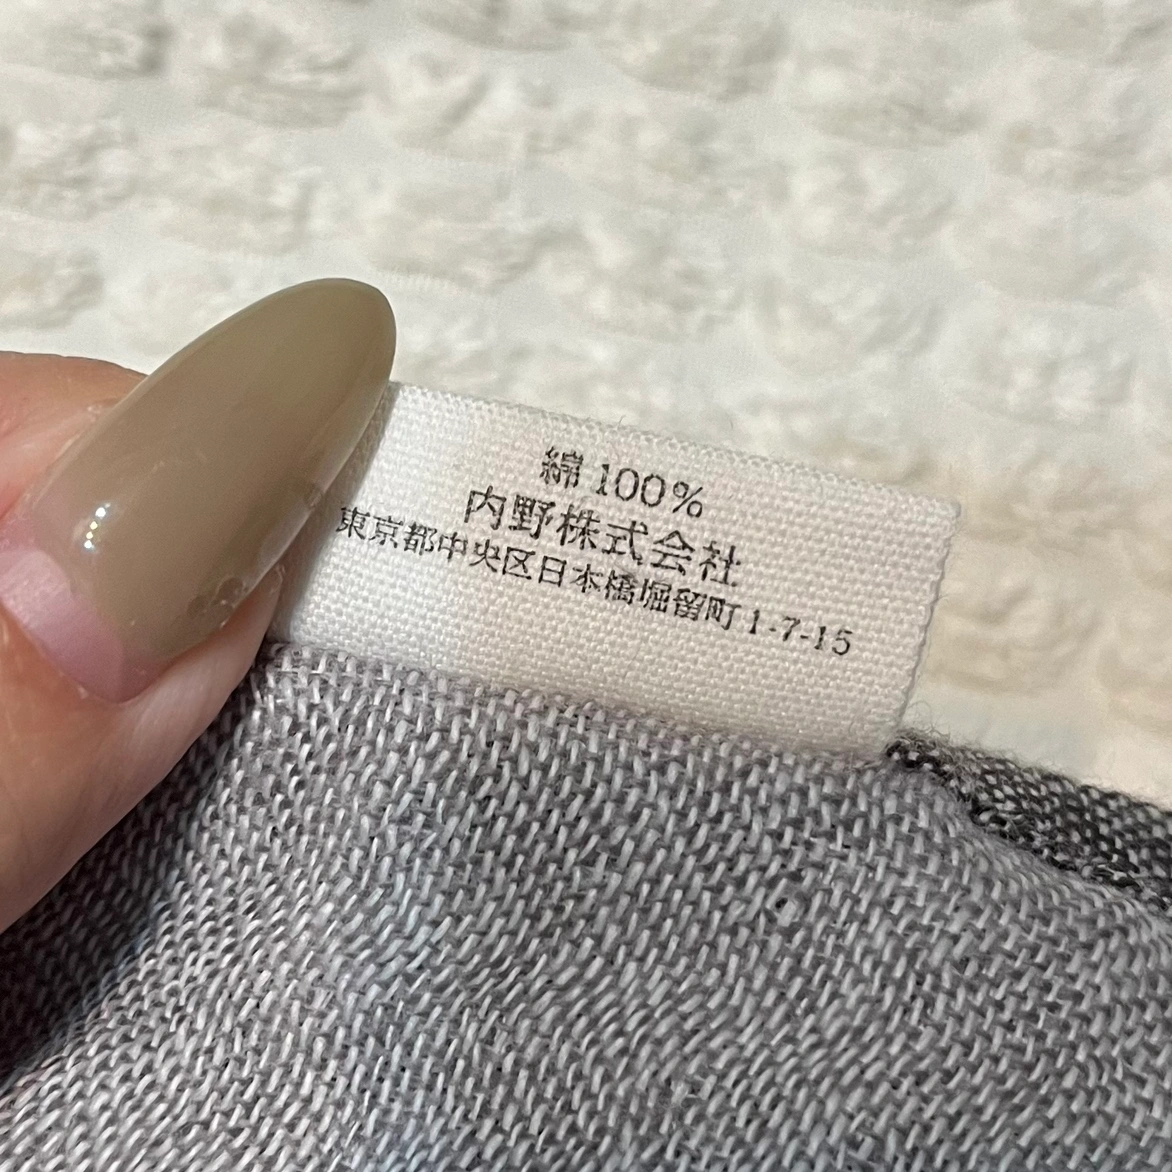 綿 100%
内野株式会社
東京都中央区日本橋堀留町 1-7-15